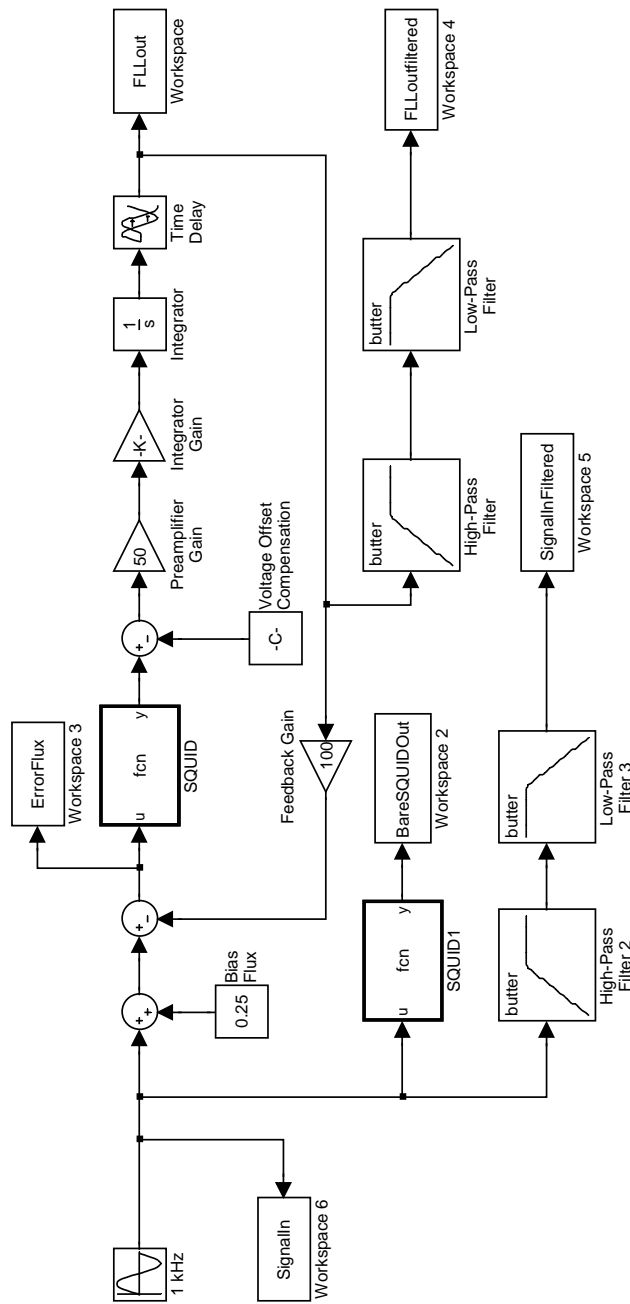 1 kHz
SignalIn
Workspace 6
+
+
0.25
Bias
Flux
+
−
ErrorFlux
Workspace 3
u
fcn
y
SQUID
+
−
-C-
Voltage Offset
Compensation
50
Preamplifier
Gain
-K-
Integrator
Gain
1
s
Integrator
Time
Delay
FLLout
Workspace
100
Feedback Gain
u
fcn
y
SQUID1
BareSQUIDOut
Workspace 2
butter
High-Pass
Filter
butter
Low-Pass
Filter
FLLoutfiltered
Workspace 4
butter
High-Pass
Filter 2
butter
Low-Pass
Filter 3
SignalInFiltered
Workspace 5